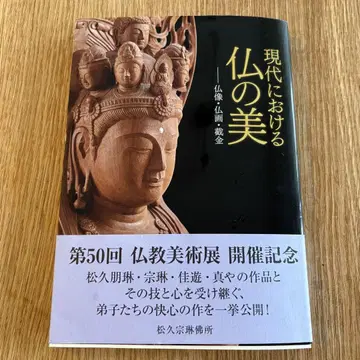 現代における
仏の美
──仏像・仏画・截金
第50回 仏教美術展 開催記念
松久朋琳・宗琳・佳遊・真やの作品と
その技と心を受け継ぐ、
弟子たちの快心の作を一挙公開!
松久宗琳佛所